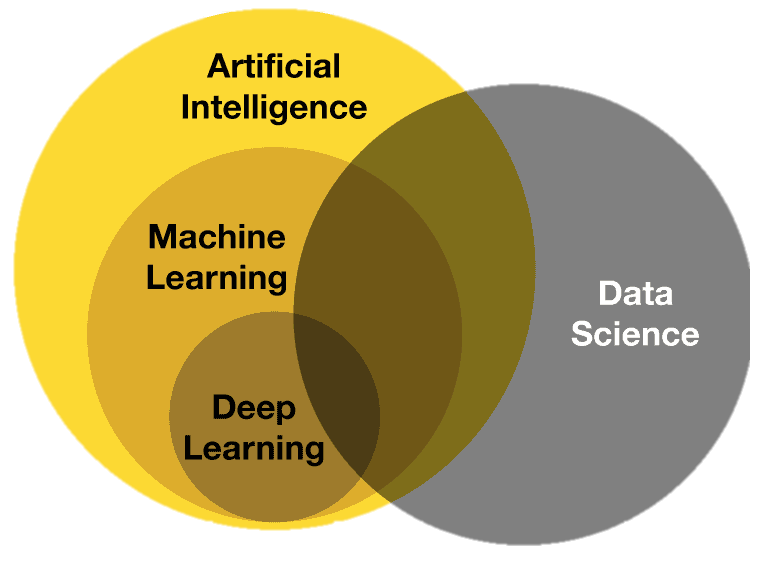 Artificial
Intelligence
Machine
Learning
Data
Science
Deep
Learning